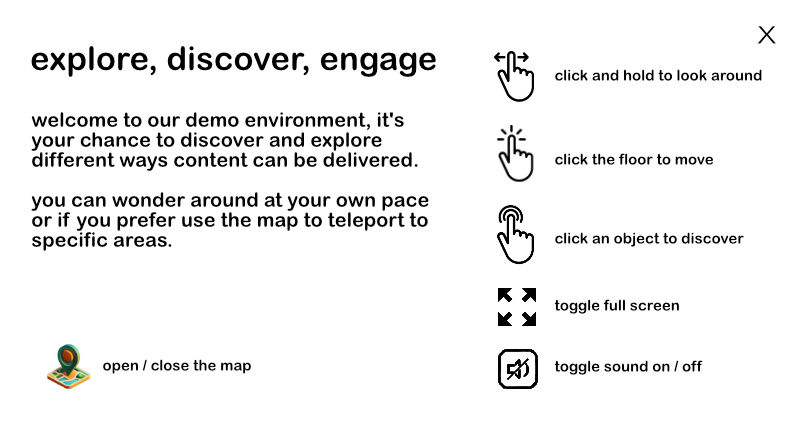 X
explore, discover, engage
welcome to our demo environment, it's
your chance to discover and explore
different ways content can be delivered.
you can wonder around at your own pace
or if you prefer use the map to teleport to
specific areas.
open / close the map
click and hold to look around
click the floor to move
click an object to discover
toggle full screen
toggle sound on / off